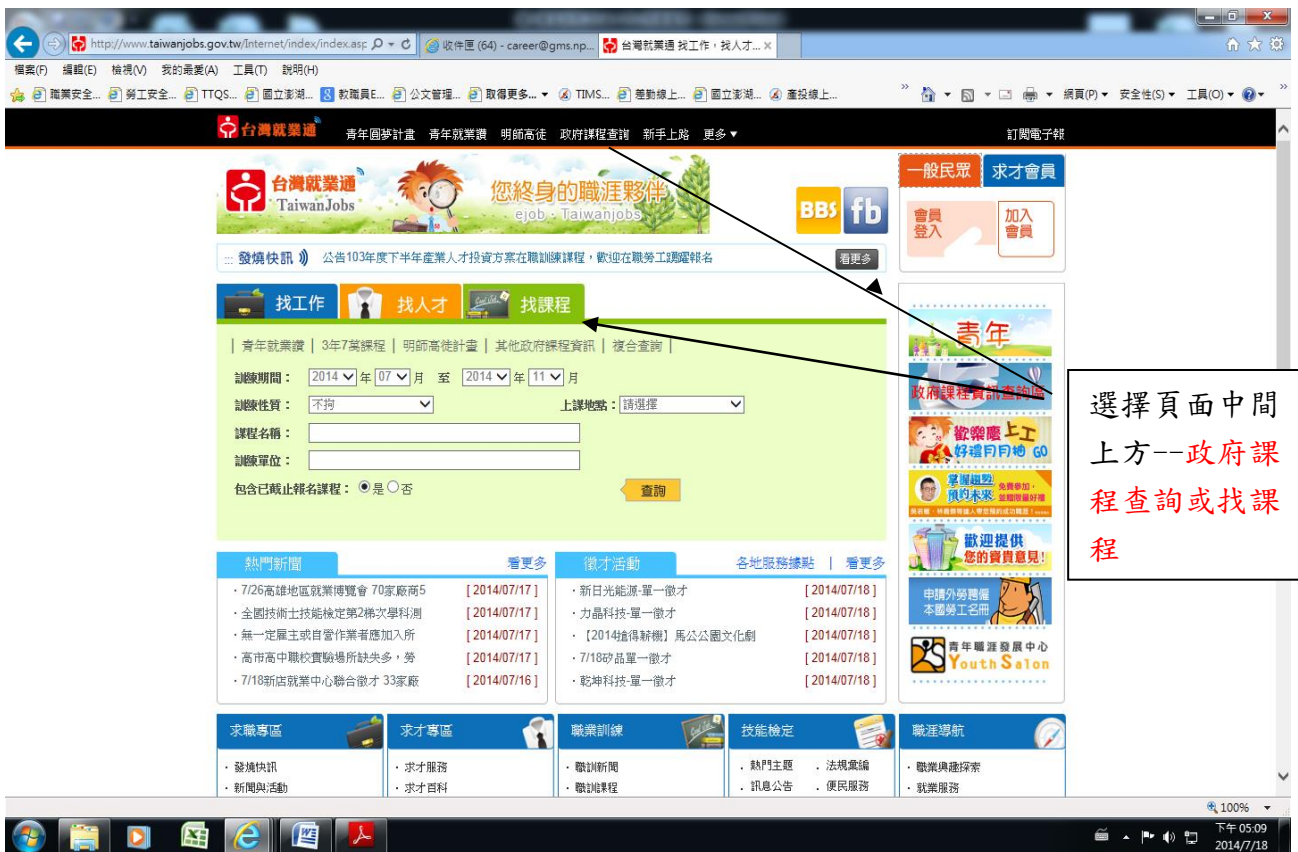 http://www.taiwanjobs.gov.tw/Internet/index/index.asp
收件匣 (64) - career@gms.np...
台灣就業通 找工作，找人才...
檔案(F) 編輯(E) 檢視(V) 我的最愛(A) 工具(T) 說明(H)
職業安全... 勞工安全... TTQS... 國立澎湖... 教職員E... 公文管理... 取得更多... TIMS... 差勤線上... 國立澎湖... 產投線上...
網頁(P) 安全性(S) 工具(O)
台灣就業通 青年圓夢計畫 青年就業讚 明師高徒 政府課程查詢 新手上路 更多 訂閱電子報
台灣就業通
TaiwanJobs
您終身的職涯夥伴
ejob Taiwanjobs
BBS fb
一般民眾 求才會員
會員登入
加入會員
發燒快訊 公告103年度下半年產業人才投資方案在職訓練課程，歡迎在職勞工踴躍報名 看更多
找工作 找人才 找課程
| 青年就業讚 | 3年7萬課程 | 明師高徒計畫 | 其他政府課程資訊 | 複合查詢 |
訓練期間： 2014 年 07 月 至 2014 年 11 月
訓練性質： 不拘 上課地點：請選擇
課程名稱：
訓練單位：
包含已截止報名課程： 是 否 查詢
青年
政府課程資訊查詢區
歡樂慶上工
好禮月月抽 GO
掌握趨勢
預約未來
免費參加，
並贈限量好禮
歡迎提供
您的寶貴意見!
申請外勞聘僱
本國勞工名冊
青年職涯發展中心
Youth Salon
選擇頁面中間
上方--政府課
程查詢或找課
程
熱門新聞 看更多
・7/26高雄地區就業博覽會 70家廠商5 [ 2014/07/17 ]
・全國技術士技能檢定第2梯次學科測 [ 2014/07/17 ]
・無一定雇主或自營作業者應加入所 [ 2014/07/17 ]
・高市高中職校實驗場所缺失多，勞 [ 2014/07/17 ]
・7/18新店就業中心聯合徵才 33家廠 [ 2014/07/16 ]
徵才活動 各地服務據點 | 看更多
・新日光能源-單一徵才 [ 2014/07/18 ]
・力晶科技-單一徵才 [ 2014/07/18 ]
・【2014搶得薪機】馬公公園文化劇 [ 2014/07/18 ]
・7/18矽品單一徵才 [ 2014/07/18 ]
・乾坤科技-單一徵才 [ 2014/07/18 ]
求職專區 求才專區 職業訓練 技能檢定 職涯導航
・發燒快訊 ・求才服務 ・職訓新聞 ．熱門主題 ．法規彙編 ・職業興趣探索
・新聞與活動 ・求才百科 ・職訓課程 ．訊息公告 ．便民服務 ・就業服務
100%
下午 05:09
2014/7/18